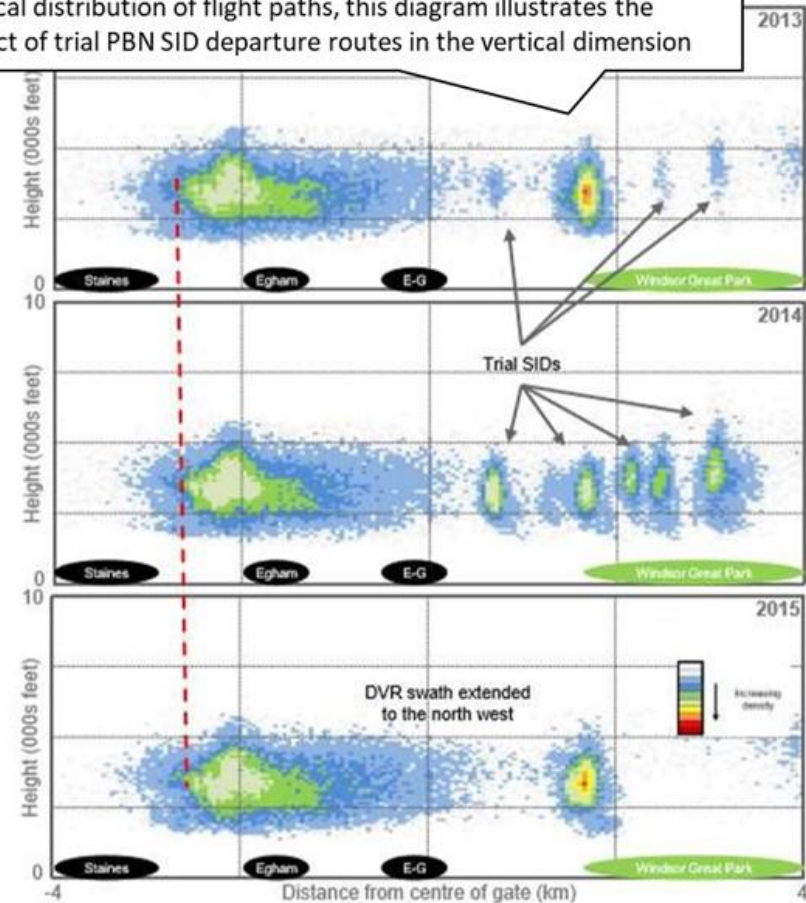 cal distribution of flight paths, this diagram illustrates the
ct of trial PBN SID departure routes in the vertical dimension
2013
Height (000s feet)
0
Staines
Egham
E-G
Windsor Great Park
10
2014
Trial SIDs
Height (000s feet)
0
Staines
Egham
E-G
Windsor Great Park
10
2015
DVR swath extended
to the north west
Increasing
density
Height (000s feet)
0
Staines
Egham
E-G
Windsor Great Park
-4
Distance from centre of gate (km)
4